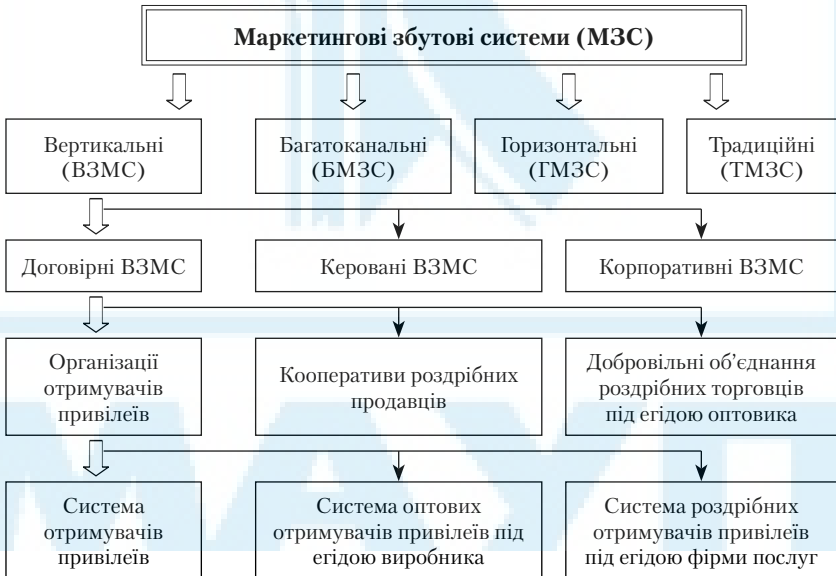 Маркетингові збутові системи (МЗС)
Вертикальні
(ВЗМС)
Багатоканальні
(БМЗС)
Горизонтальні
(ГМЗС)
Традиційні
(ТМЗС)
Договірні ВЗМС
Керовані ВЗМС
Корпоративні ВЗМС
Організації
отримувачів
привілеїв
Кооперативи роздрібних
продавців
Добровільні об’єднання
роздрібних торговців
під егідою оптовика
Система
отримувачів
привілеїв
Система оптових
отримувачів привілеїв під
егідою виробника
Система роздрібних
отримувачів привілеїв
під егідою фірми послуг
МАУП